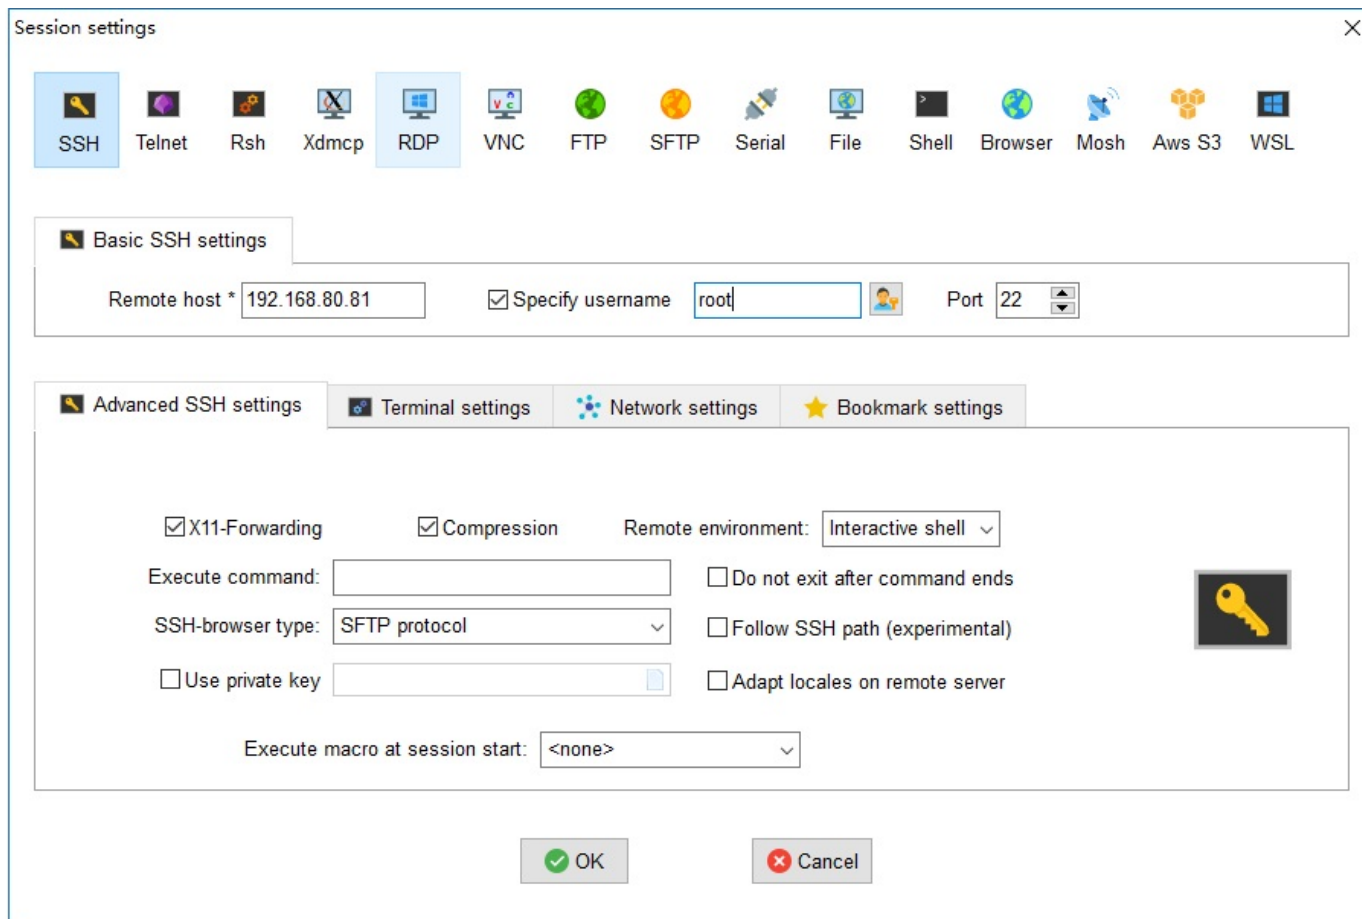 Session settings
SSH Telnet Rsh Xdmcp RDP VNC FTP SFTP Serial File Shell Browser Mosh Aws S3 WSL
Basic SSH settings
Remote host * 192.168.80.81 Specify username root Port 22
Advanced SSH settings Terminal settings Network settings Bookmark settings
X11-Forwarding Compression Remote environment: Interactive shell
Execute command: Do not exit after command ends
SSH-browser type: SFTP protocol Follow SSH path (experimental)
Use private key Adapt locales on remote server
Execute macro at session start: <none>
OK Cancel